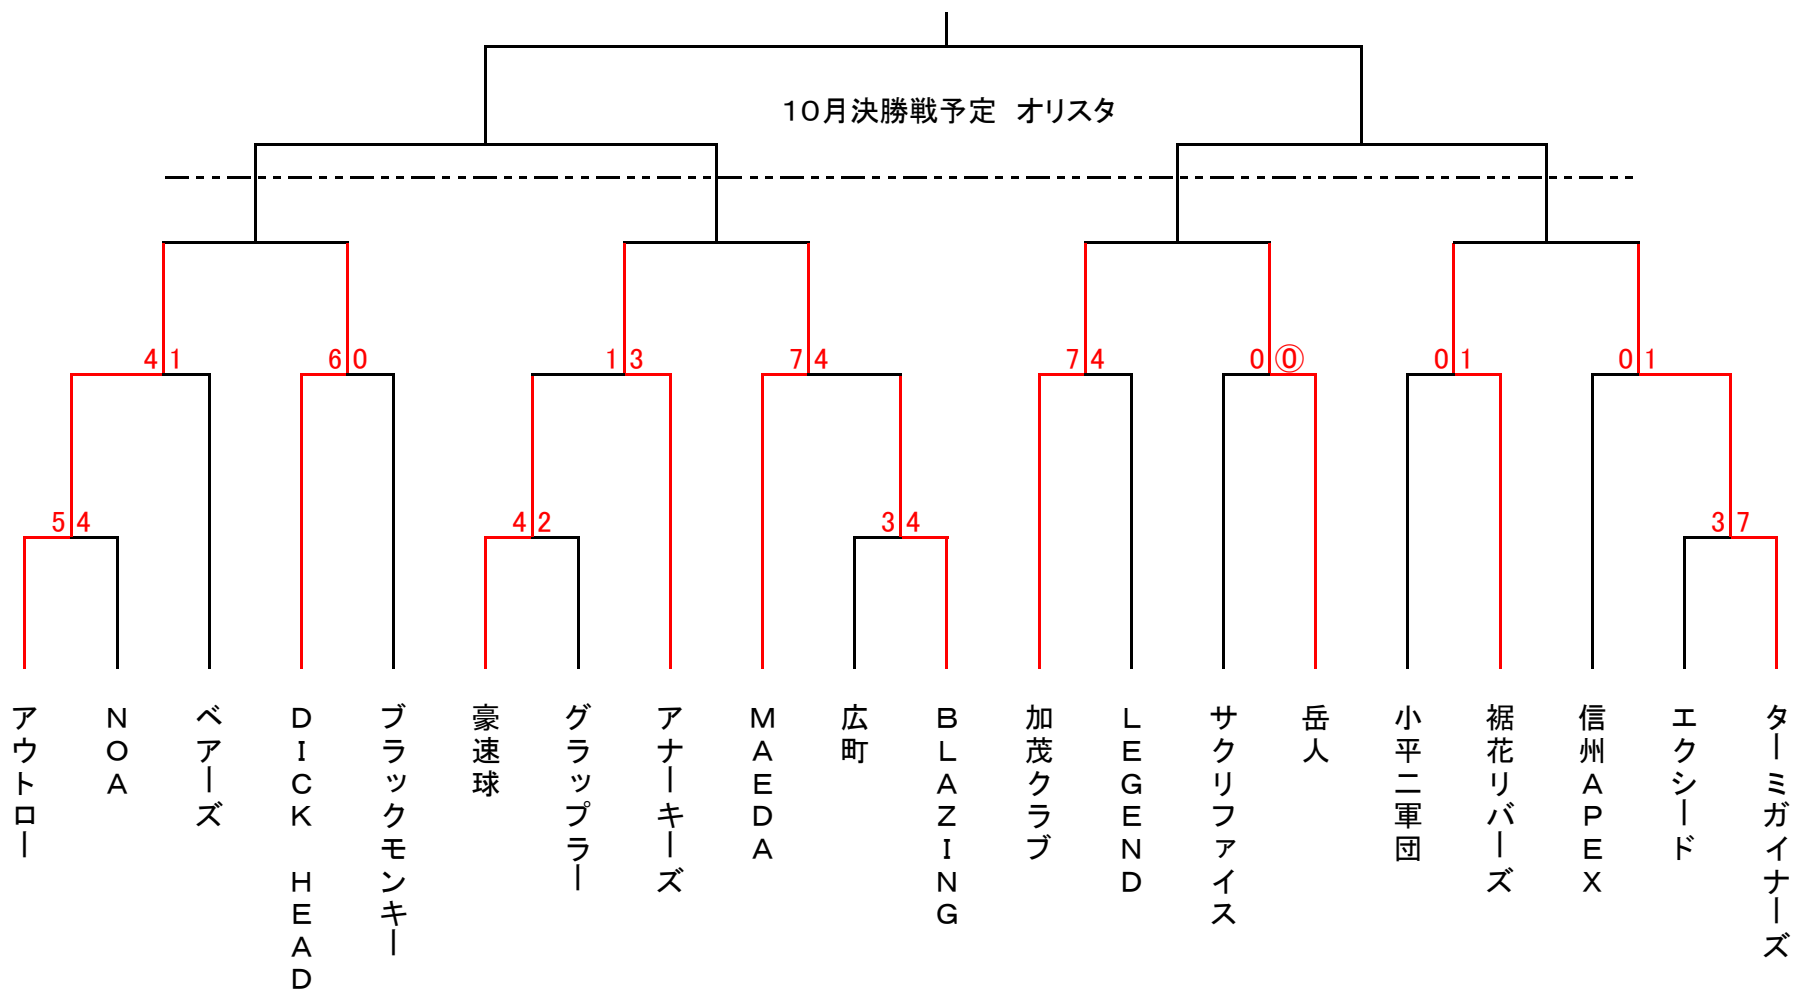 10月決勝戦予定　オリスタ
4 1
6 0
1 3
7 4
7 4
0 ⓪
0 1
0 1
5 4
4 2
3 4
3 7
アウトロー
NOA
ベアーズ
DICK　HEAD
ブラックモンキー
豪速球
グラップラー
アナーキーズ
MAEDA
広町
BLAZING
加茂クラブ
LEGEND
サクリファイス
岳人
小平二軍団
裾花リバーズ
信州APEX
エクシード
ターミガイナーズ